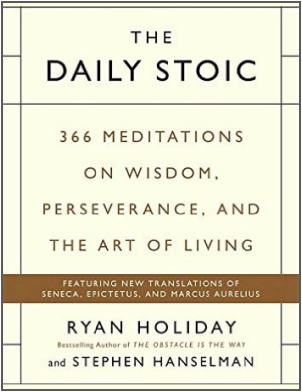 THE
DAILY STOIC
366 MEDITATIONS
ON WISDOM,
PERSEVERANCE, AND
THE ART OF LIVING
FEATURING NEW TRANSLATIONS OF
SENECA, EPICTETUS, AND MARCUS AURELIUS
RYAN HOLIDAY
Bestselling Author of THE OBSTACLE IS THE WAY
and STEPHEN HANSELMAN